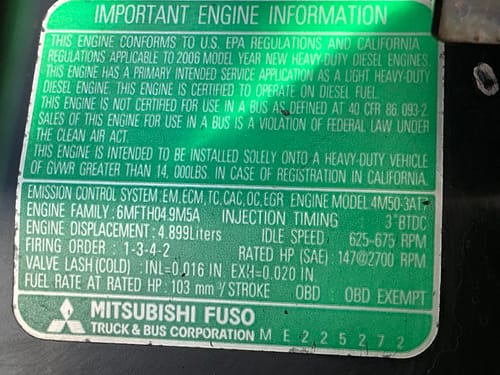 IMPORTANT ENGINE INFORMATION
THIS ENGINE CONFORMS TO U.S. EPA REGULATIONS AND CALIFORNIA
REGULATIONS APPLICABLE TO 2006 MODEL YEAR NEW HEAVY-DUTY DIESEL ENGINES.
THIS ENGINE HAS A PRIMARY INTENDED SERVICE APPLICATION AS A LIGHT HEAVY-DUTY
DIESEL ENGINE. THIS ENGINE IS CERTIFIED TO OPERATE ON DIESEL FUEL.
THIS ENGINE IS NOT CERTIFIED FOR USE IN A BUS AS DEFINED AT 40 CFR 86.093-2.
SALES OF THIS ENGINE FOR USE IN A BUS IS A VIOLATION OF FEDERAL LAW UNDER
THE CLEAN AIR ACT.
THIS ENGINE IS INTENDED TO BE INSTALLED SOLELY ONTO A HEAVY-DUTY VEHICLE
OF GVWR GREATER THAN 14,000LBS. IN CASE OF REGISTRATION IN CALIFORNIA.
EMISSION CONTROL SYSTEM : EM, ECM, TC, CAC, OC, EGR ENGINE MODEL 4M50-3AT7
ENGINE FAMILY : 6MFTH04.9M5A INJECTION TIMING 3°BTDC
ENGINE DISPLACEMENT : 4.899Liters IDLE SPEED 625-675 RPM
FIRING ORDER : 1-3-4-2 RATED HP (SAE) : 147@2700 RPM
VALVE LASH (COLD) : INL=0.016 IN EXH=0.020 IN
FUEL RATE AT RATED HP : 103 mm³/STROKE OBD : OBD EXEMPT
MITSUBISHI FUSO
TRUCK & BUS CORPORATION ME225272